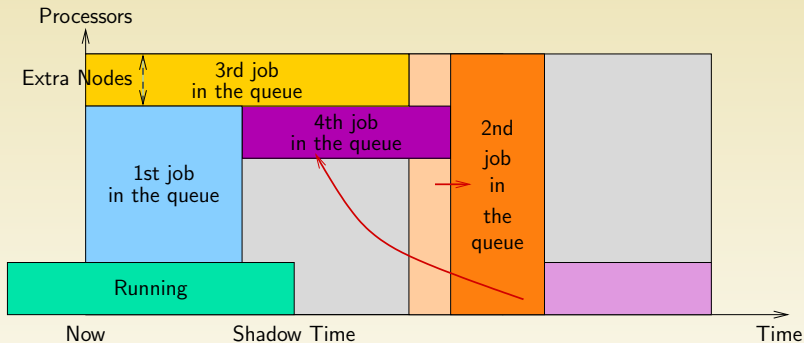 Processors
Extra Nodes
3rd job
in the queue
4th job
in the queue
1st job
in the queue
2nd
job
in
the
queue
Running
Now
Shadow Time
Time